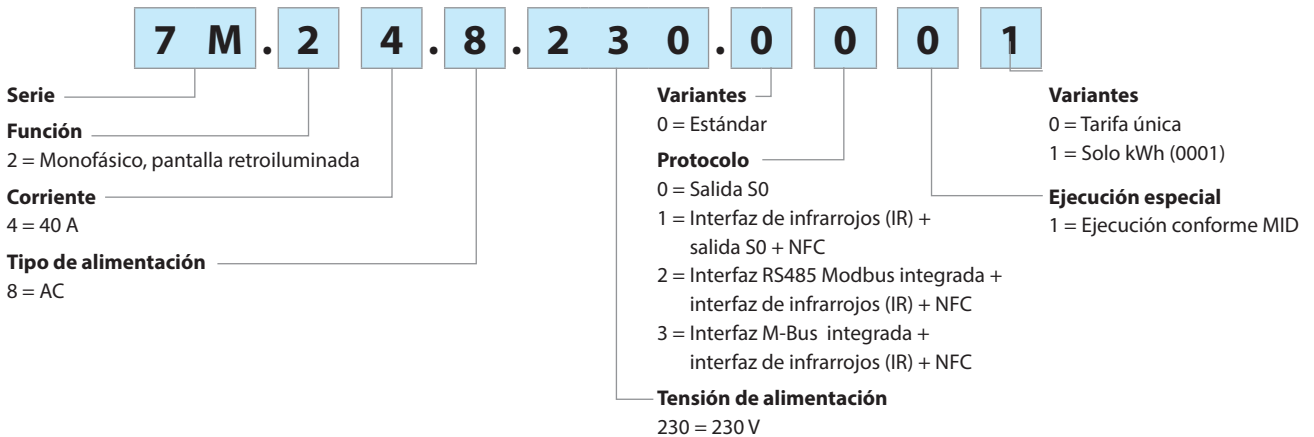 7 M . 2 4 . 8 . 2 3 0 . 0 0 0 1
Serie
Función
2 = Monofásico, pantalla retroiluminada
Corriente
4 = 40 A
Tipo de alimentación
8 = AC
Variantes
0 = Estándar
Protocolo
0 = Salida S0
1 = Interfaz de infrarrojos (IR) +
salida S0 + NFC
2 = Interfaz RS485 Modbus integrada +
interfaz de infrarrojos (IR) + NFC
3 = Interfaz M-Bus integrada +
interfaz de infrarrojos (IR) + NFC
Tensión de alimentación
230 = 230 V
Variantes
0 = Tarifa única
1 = Solo kWh (0001)
Ejecución especial
1 = Ejecución conforme MID